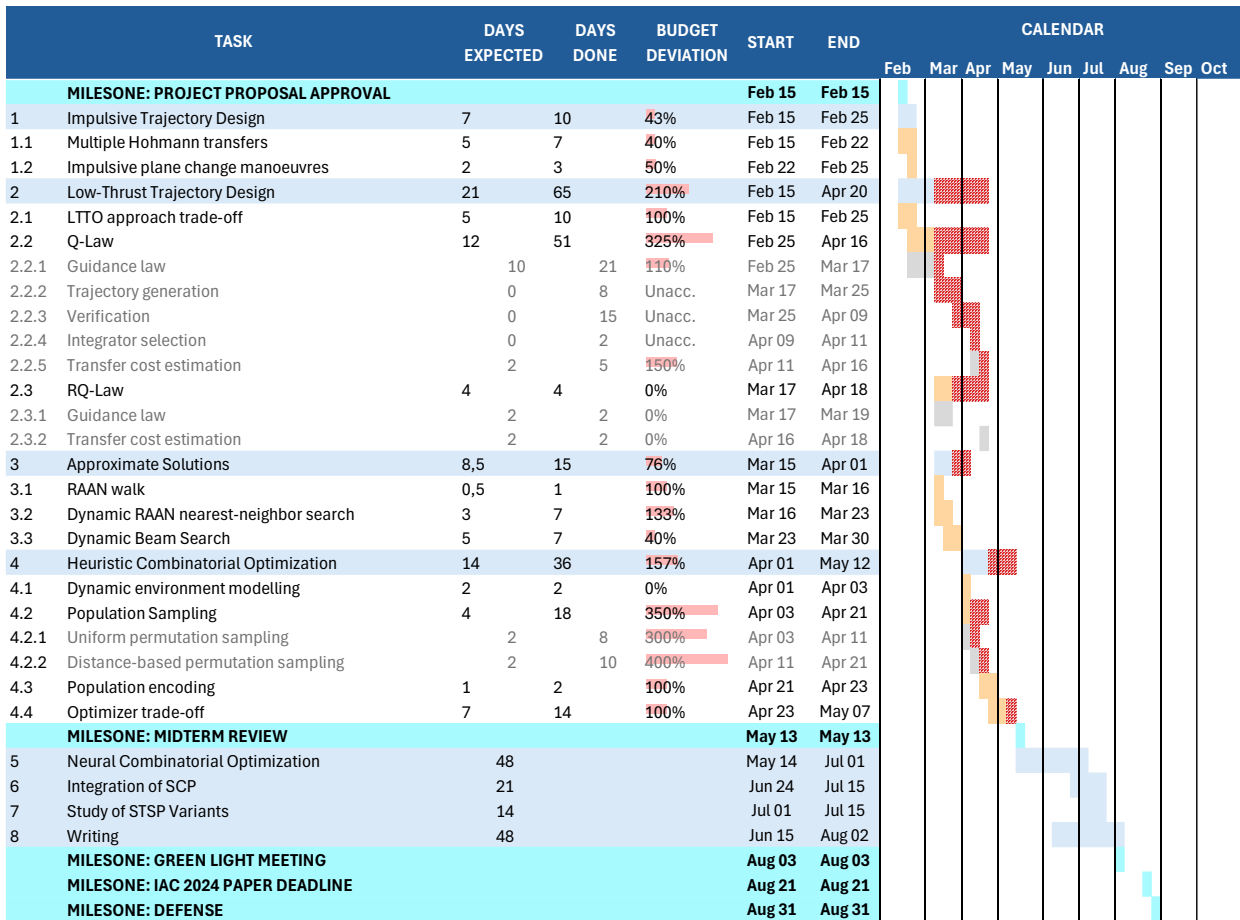 TASK DAYS EXPECTED DAYS DONE BUDGET DEVIATION START END CALENDAR
Feb Mar Apr May Jun Jul Aug Sep Oct
MILESONE: PROJECT PROPOSAL APPROVAL Feb 15 Feb 15
1 Impulsive Trajectory Design 7 10 43% Feb 15 Feb 25
1.1 Multiple Hohmann transfers 5 7 40% Feb 15 Feb 22
1.2 Impulsive plane change manoeuvres 2 3 50% Feb 22 Feb 25
2 Low-Thrust Trajectory Design 21 65 210% Feb 15 Apr 20
2.1 LTTO approach trade-off 5 10 100% Feb 15 Feb 25
2.2 Q-Law 12 51 325% Feb 25 Apr 16
2.2.1 Guidance law 10 21 110% Feb 25 Mar 17
2.2.2 Trajectory generation 0 8 Unacc. Mar 17 Mar 25
2.2.3 Verification 0 15 Unacc. Mar 25 Apr 09
2.2.4 Integrator selection 0 2 Unacc. Apr 09 Apr 11
2.2.5 Transfer cost estimation 2 5 150% Apr 11 Apr 16
2.3 RQ-Law 4 4 0% Mar 17 Apr 18
2.3.1 Guidance law 2 2 0% Mar 17 Mar 19
2.3.2 Transfer cost estimation 2 2 0% Apr 16 Apr 18
3 Approximate Solutions 8,5 15 76% Mar 15 Apr 01
3.1 RAAN walk 0,5 1 100% Mar 15 Mar 16
3.2 Dynamic RAAN nearest-neighbor search 3 7 133% Mar 16 Mar 23
3.3 Dynamic Beam Search 5 7 40% Mar 23 Mar 30
4 Heuristic Combinatorial Optimization 14 36 157% Apr 01 May 12
4.1 Dynamic environment modelling 2 2 0% Apr 01 Apr 03
4.2 Population Sampling 4 18 350% Apr 03 Apr 21
4.2.1 Uniform permutation sampling 2 8 300% Apr 03 Apr 11
4.2.2 Distance-based permutation sampling 2 10 400% Apr 11 Apr 21
4.3 Population encoding 1 2 100% Apr 21 Apr 23
4.4 Optimizer trade-off 7 14 100% Apr 23 May 07
MILESONE: MIDTERM REVIEW May 13 May 13
5 Neural Combinatorial Optimization 48 May 14 Jul 01
6 Integration of SCP 21 Jun 24 Jul 15
7 Study of STSP Variants 14 Jul 01 Jul 15
8 Writing 48 Jun 15 Aug 02
MILESONE: GREEN LIGHT MEETING Aug 03 Aug 03
MILESONE: IAC 2024 PAPER DEADLINE Aug 21 Aug 21
MILESONE: DEFENSE Aug 31 Aug 31